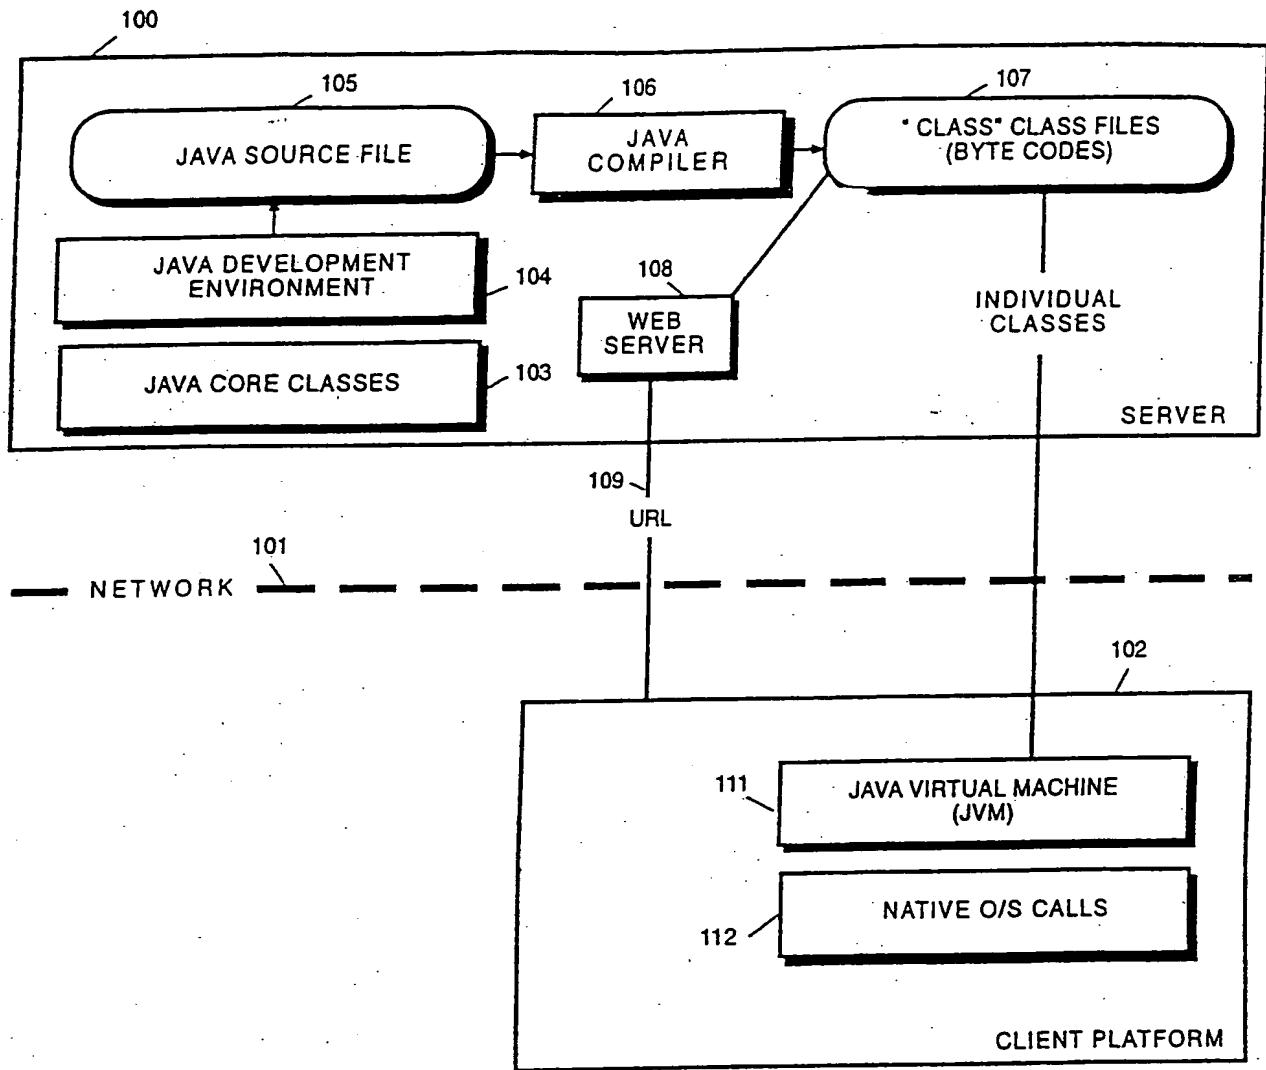 100
105
106
107
JAVA SOURCE FILE
JAVA
COMPILER
" CLASS" CLASS FILES
(BYTE CODES)
JAVA DEVELOPMENT
ENVIRONMENT
104
108
WEB
SERVER
INDIVIDUAL
CLASSES
JAVA CORE CLASSES
103
SERVER
109
URL
101
NETWORK
102
111
JAVA VIRTUAL MACHINE
(JVM)
NATIVE O/S CALLS
112
CLIENT PLATFORM